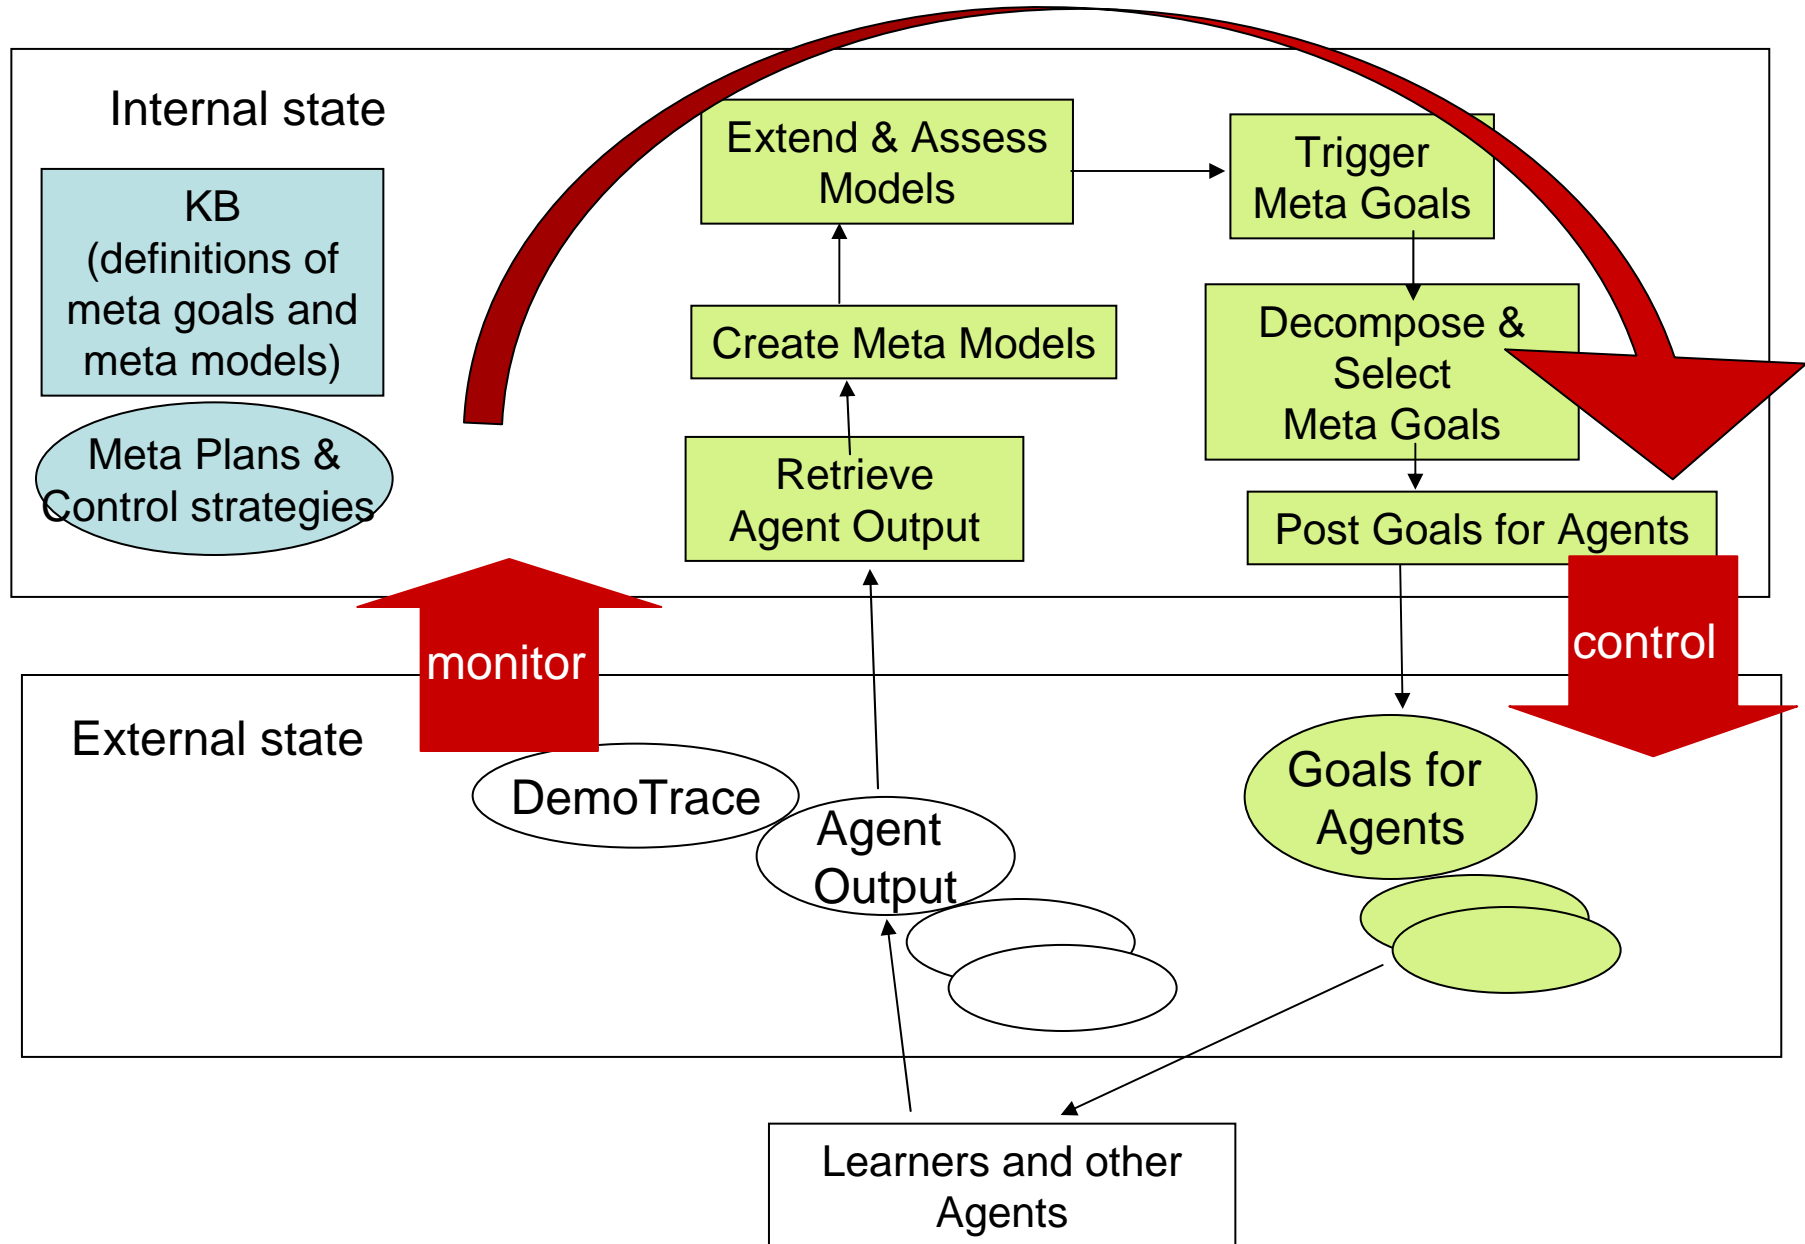 Internal state
KB
(definitions of
meta goals and
meta models)
Meta Plans &
Control strategies
Extend & Assess
Models
Create Meta Models
Retrieve
Agent Output
Trigger
Meta Goals
Decompose &
Select
Meta Goals
Post Goals for Agents
monitor
control
External state
DemoTrace
Agent
Output
Goals for
Agents
Learners and other
Agents